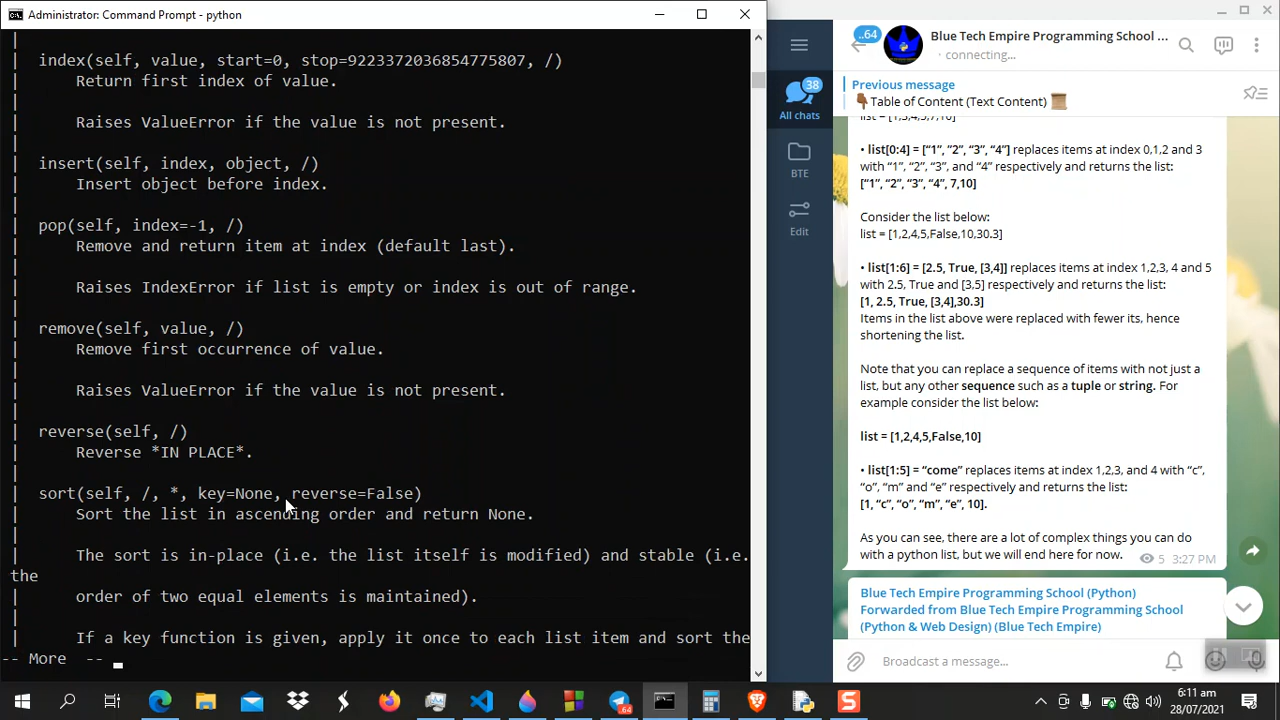 Administrator: Command Prompt - python
index(self, value, start=0, stop=9223372036854775807, /)
Return first index of value.
Raises ValueError if the value is not present.
insert(self, index, object, /)
Insert object before index.
pop(self, index=-1, /)
Remove and return item at index (default last).
Raises IndexError if list is empty or index is out of range.
remove(self, value, /)
Remove first occurrence of value.
Raises ValueError if the value is not present.
reverse(self, /)
Reverse *IN PLACE*.
sort(self, /, *, key=None, reverse=False)
Sort the list in ascending order and return None.
The sort is in-place (i.e. the list itself is modified) and stable (i.e.
the
order of two equal elements is maintained).
If a key function is given, apply it once to each list item and sort the
-- More --
..64
Blue Tech Empire Programming School ...
connecting...
38
All chats
BTE
Edit
Previous message
Table of Content (Text Content)
list = [1,3,4,5,7,10]
• list[0:4] = [“1”, “2”, “3”, “4”] replaces items at index 0,1,2 and 3
with “1”, “2”, “3”, and “4” respectively and returns the list:
[“1”, “2”, “3”, “4”, 7,10]
Consider the list below:
list = [1,2,4,5,False,10,30.3]
• list[1:6] = [2.5, True, [3,4]] replaces items at index 1,2,3, 4 and 5
with 2.5, True and [3,5] respectively and returns the list:
[1, 2.5, True, [3,4],30.3]
Items in the list above were replaced with fewer its, hence
shortening the list.
Note that you can replace a sequence of items with not just a
list, but any other sequence such as a tuple or string. For
example consider the list below:
list = [1,2,4,5,False,10]
• list[1:5] = “come” replaces items at index 1,2,3, and 4 with “c”,
“o”, “m” and “e” respectively and returns the list:
[1, “c”, “o”, “m”, “e”, 10].
As you can see, there are a lot of complex things you can do
with a python list, but we will end here for now.
5 3:27 PM
Blue Tech Empire Programming School (Python)
Forwarded from Blue Tech Empire Programming School
(Python & Web Design) (Blue Tech Empire)
Broadcast a message...
.64
6:11 am
28/07/2021